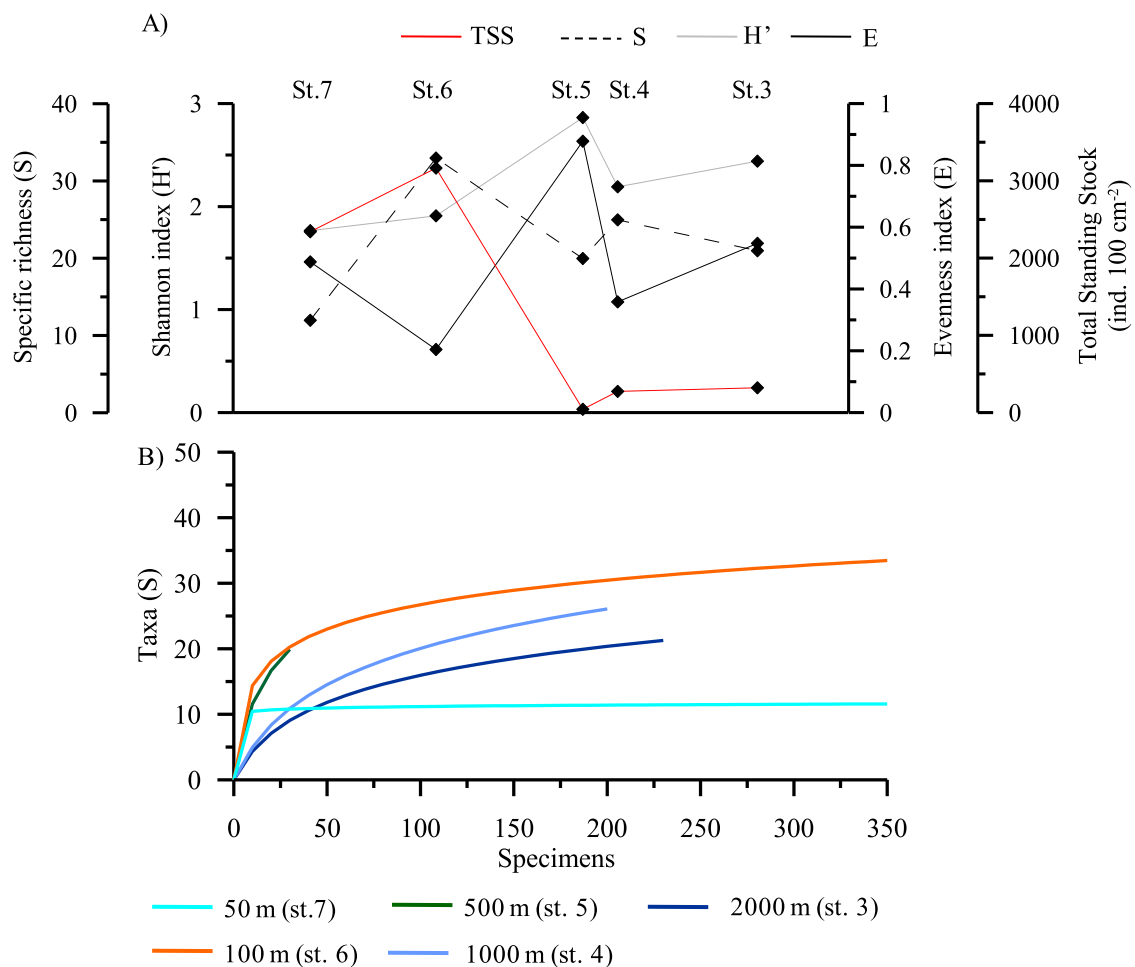 A)
TSS S H’ E
St.7 St.6 St.5 St.4 St.3
40 3 1 4000
30 0.8 3000
2 0.6
20 2000
1 0.4
10 0.2 1000
0 0 0 0
Specific richness (S)
Shannon index (H')
Evenness index (E)
Total Standing Stock
(ind. 100 cm-2)
B)
50
40
30
20
10
0
Taxa (S)
0 50 100 150 200 250 300 350
Specimens
50 m (st.7) 500 m (st. 5) 2000 m (st. 3)
100 m (st. 6) 1000 m (st. 4)